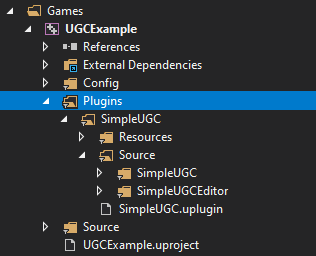 Games
UGCExample
References
External Dependencies
Config
Plugins
SimpleUGC
Resources
Source
SimpleUGC
SimpleUGCEditor
SimpleUGC.uplugin
Source
UGCExample.uproject